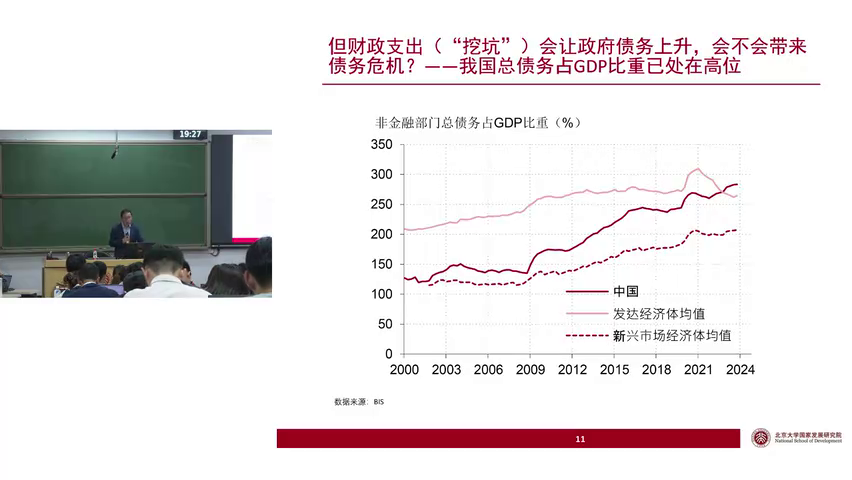 但财政支出（“挖坑”）会让政府债务上升，会不会带来
债务危机？——我国总债务占GDP比重已处在高位
19:27
非金融部门总债务占GDP比重（%）
350
300
250
200
150
100
50
0
中国
发达经济体均值
新兴市场经济体均值
2000 2003 2006 2009 2012 2015 2018 2021 2024
数据来源：BIS
11
北京大学国家发展研究院
National School of Development